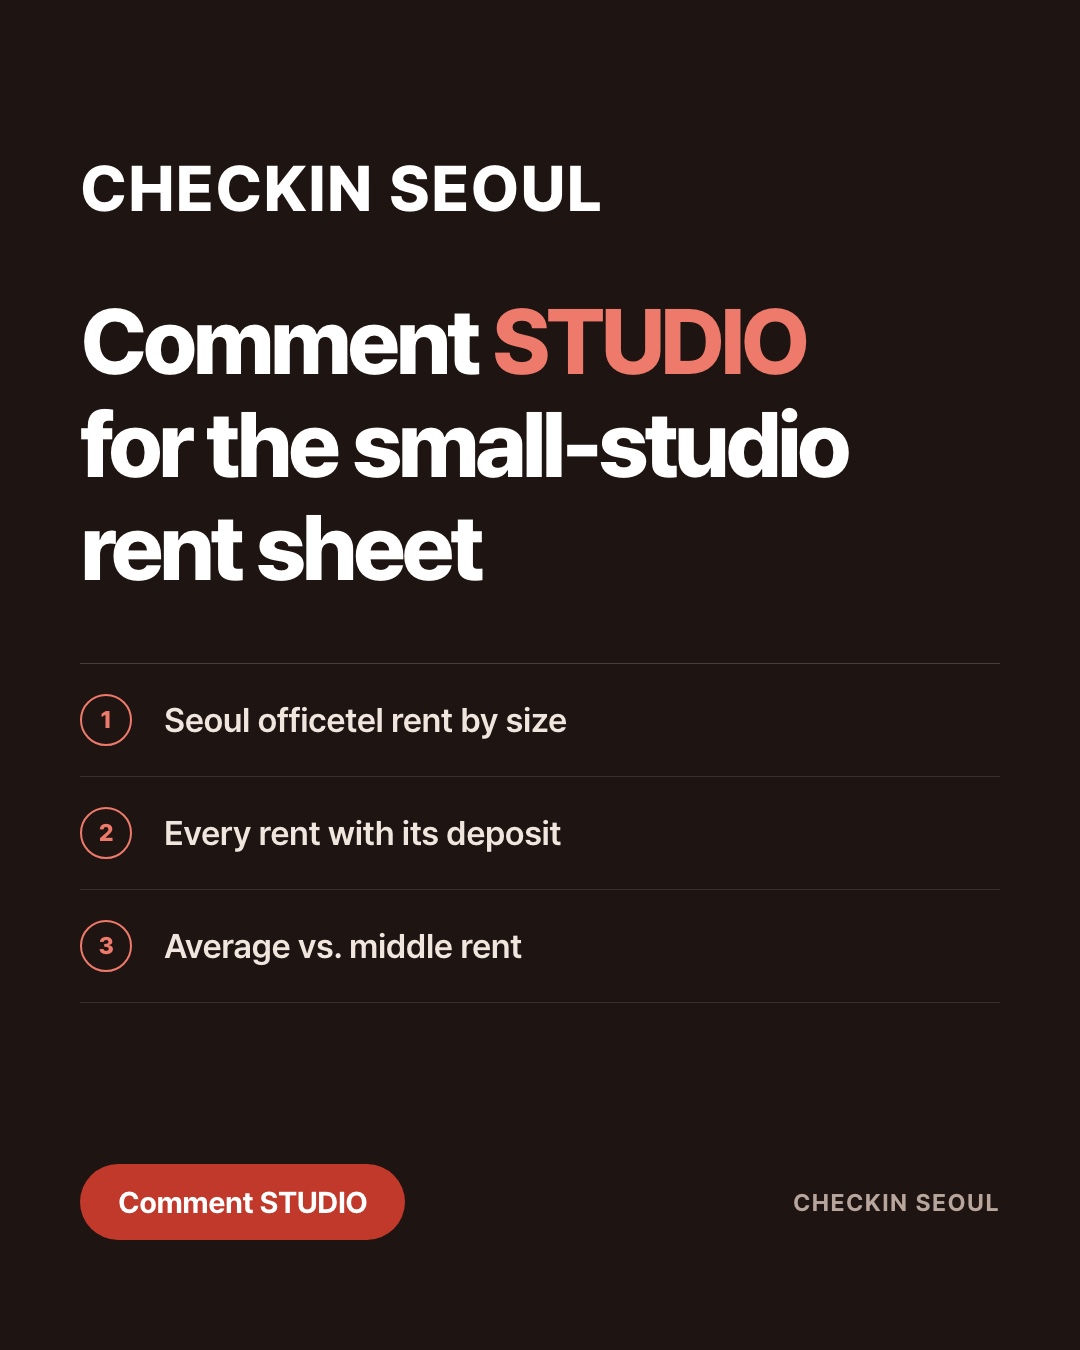 CHECKIN SEOUL
Comment STUDIO
for the small-studio
rent sheet
1 Seoul officetel rent by size
2 Every rent with its deposit
3 Average vs. middle rent
Comment STUDIO
CHECKIN SEOUL